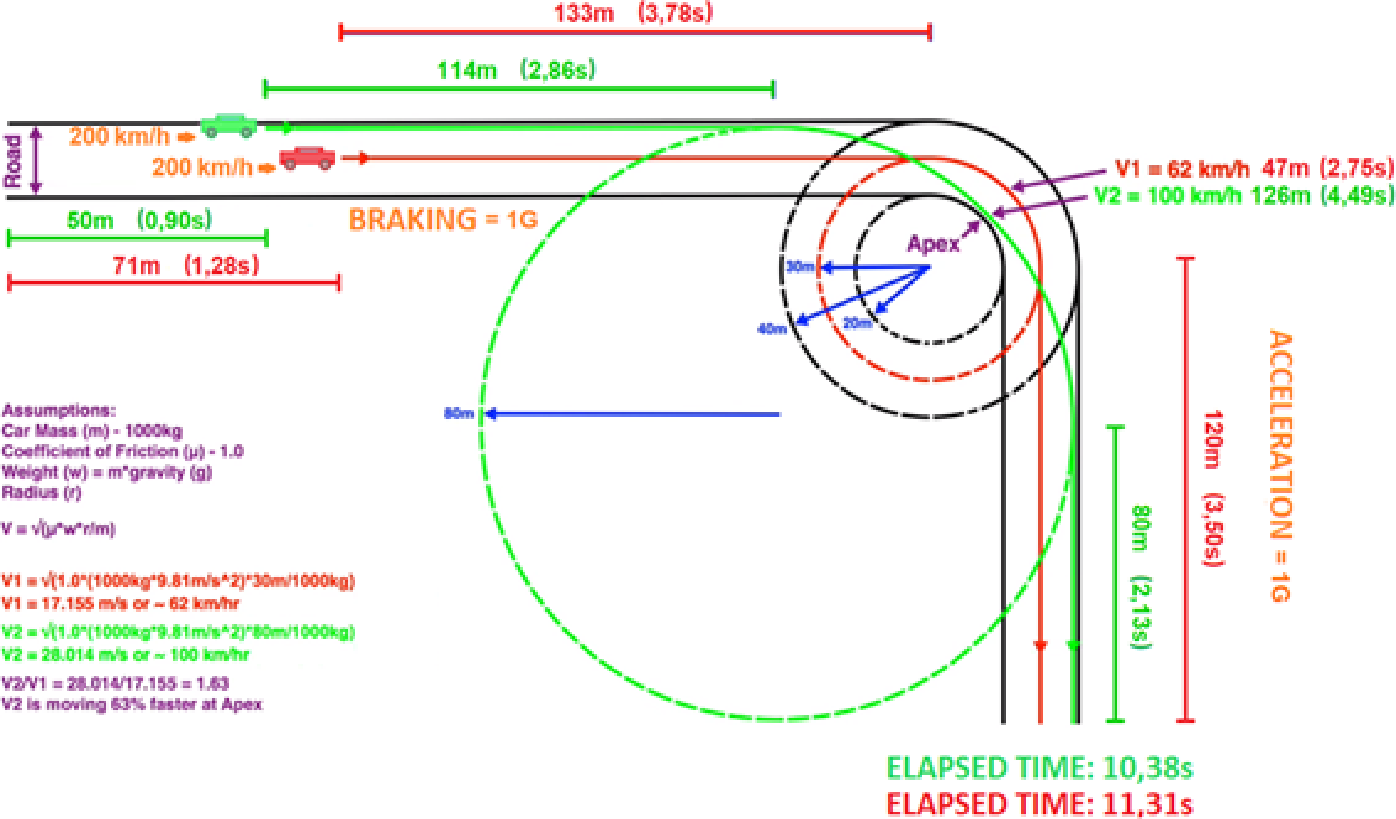 133m (3,78s)
114m (2,86s)
Road
200 km/h
200 km/h
50m (0,90s)
BRAKING = 1G
71m (1,28s)
V1 = 62 km/h 47m (2,75s)
V2 = 100 km/h 126m (4,49s)
Apex
30m
40m
20m
80m
ACCELERATION = 1G
120m (3,50s)
80m (2,13s)
Assumptions:
Car Mass (m) - 1000kg
Coefficient of Friction (μ) - 1.0
Weight (w) = m*gravity (g)
Radius (r)
V = √(μ*w*r/m)
V1 = √(1.0*(1000kg*9.81m/s^2)*30m/1000kg)
V1 = 17.155 m/s or ~ 62 km/hr
V2 = √(1.0*(1000kg*9.81m/s^2)*80m/1000kg)
V2 = 28.014 m/s or ~ 100 km/hr
V2/V1 = 28.014/17.155 = 1.63
V2 is moving 63% faster at Apex
ELAPSED TIME: 10,38s
ELAPSED TIME: 11,31s